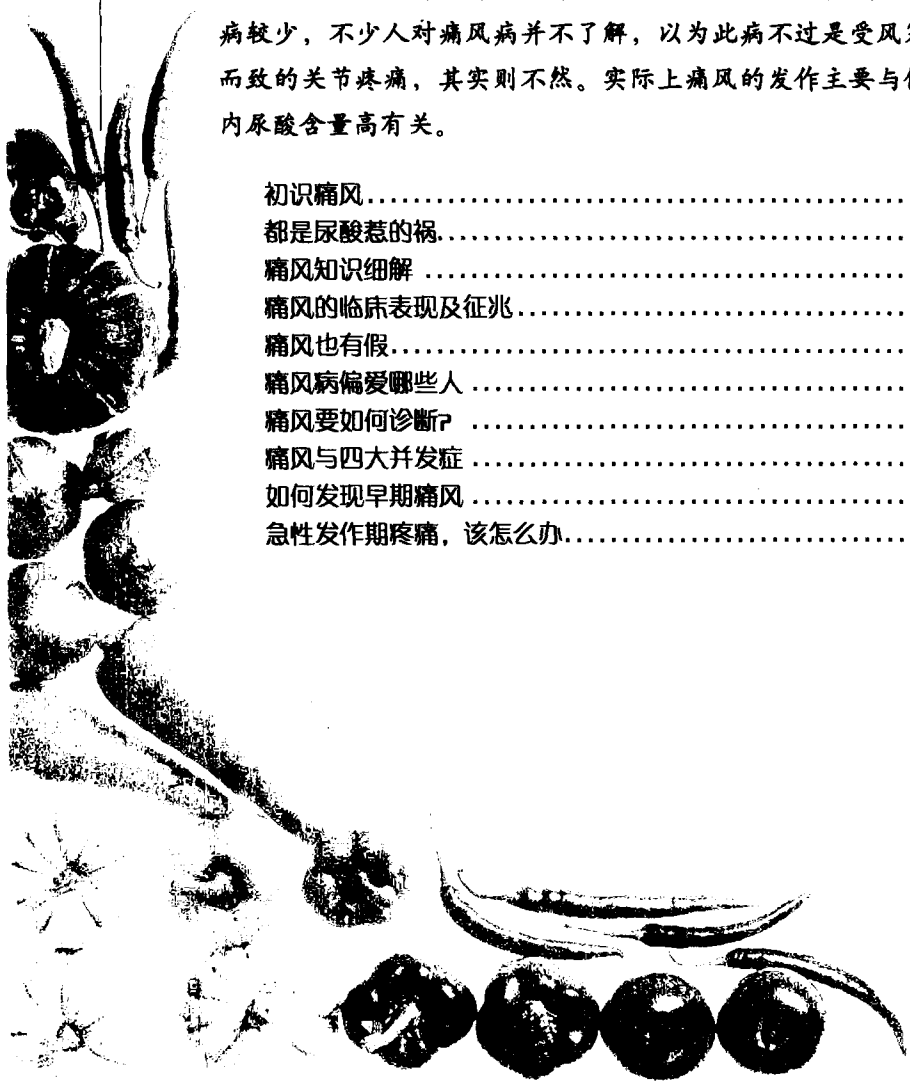 病较少，不少人对痛风病并不了解，以为此病不过是受风
而致的关节疼痛，其实则不然。实际上痛风的发作主要与
内尿酸含量高有关。
初识痛风.................................................
都是尿酸惹的祸.................................................
痛风知识细解.................................................
痛风的临床表现及征兆.................................................
痛风也有假.................................................
痛风病偏爱哪些人.................................................
痛风要如何诊断?.................................................
痛风与四大并发症.................................................
如何发现早期痛风.................................................
急性发作期疼痛，该怎么办.................................................